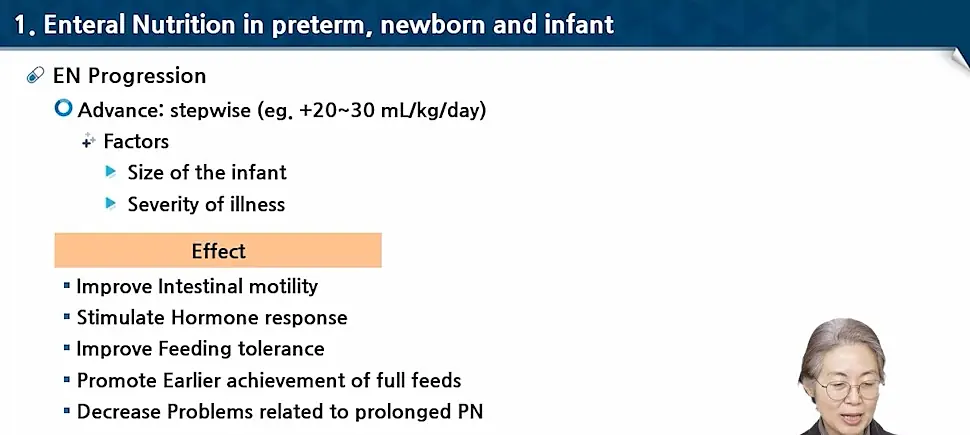 1. Enteral Nutrition in preterm, newborn and infant
EN Progression
Advance: stepwise (eg. +20~30 mL/kg/day)
Factors
Size of the infant
Severity of illness
Effect
Improve Intestinal motility
Stimulate Hormone response
Improve Feeding tolerance
Promote Earlier achievement of full feeds
Decrease Problems related to prolonged PN